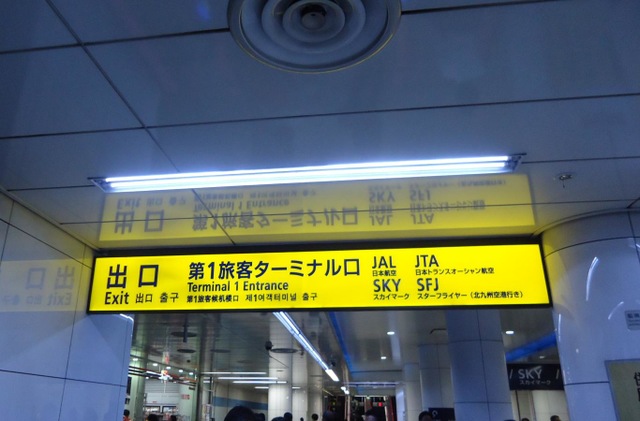 出口
Exit 出口 출구
第1旅客ターミナル口
Terminal 1 Entrance
第1旅客候机楼口 제1여객터미널 출구
JAL JTA
日本航空 日本トランスオーシャン航空
SKY SFJ
スカイマーク スターフライヤー（北九州空港行き）
SKY
スカイマーク